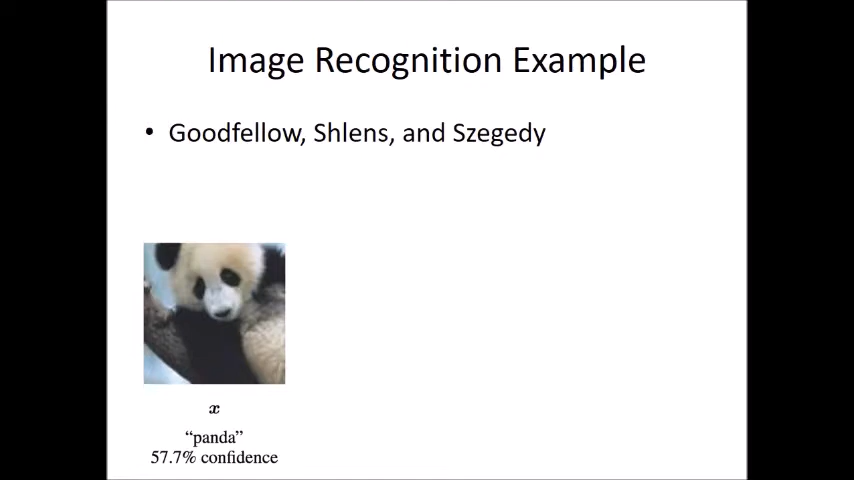 Image Recognition Example
• Goodfellow, Shlens, and Szegedy
x
“panda”
57.7% confidence